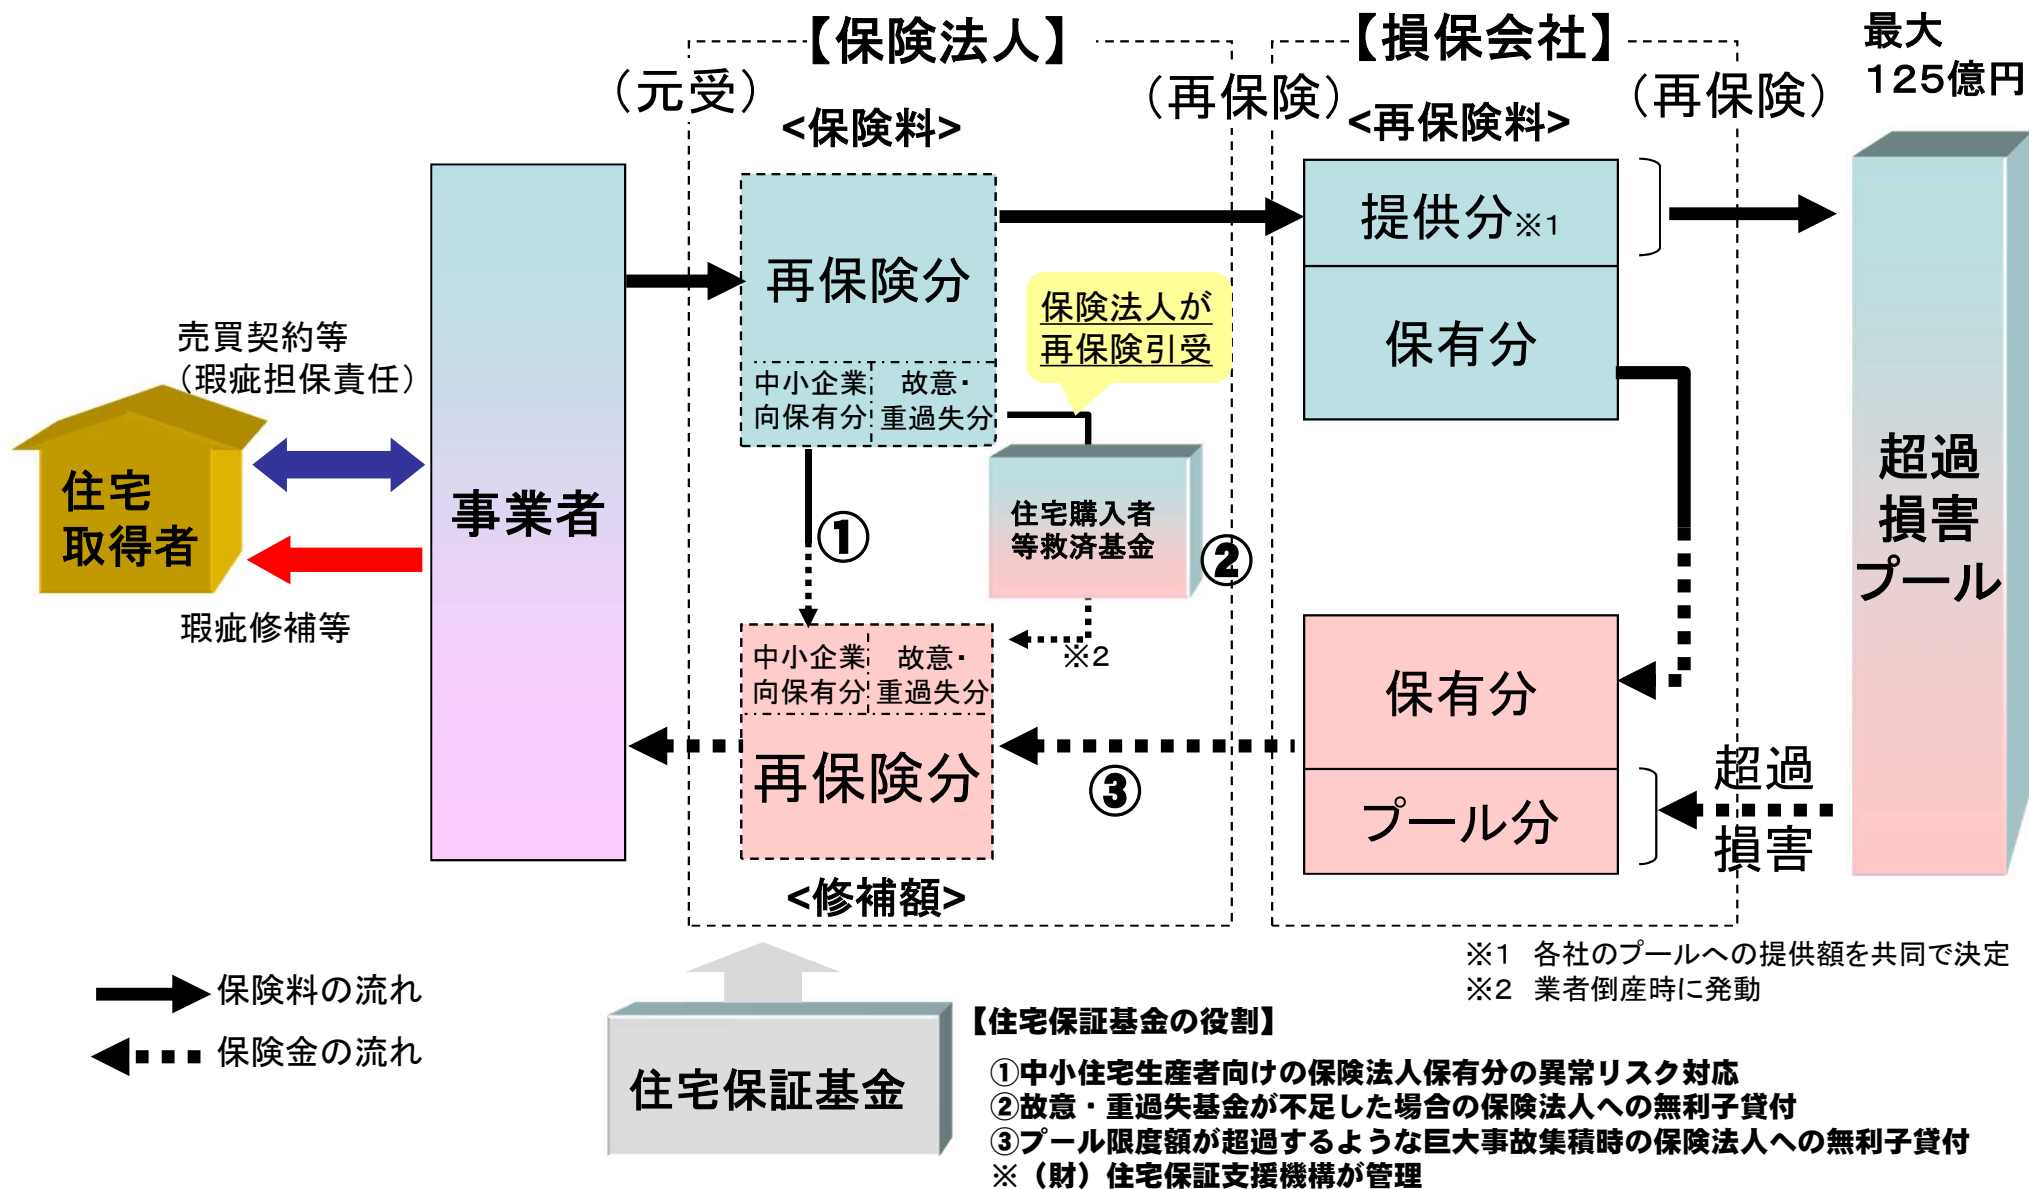 【保険法人】
【損保会社】
最大
125億円
（元受）
（再保険）
（再保険）
<保険料>
<再保険料>
再保険分
提供分※1
保有分
保険法人が
再保険引受
中小企業
向保有分
故意・
重過失分
売買契約等
（瑕疵担保責任）
住宅
取得者
事業者
瑕疵修補等
①
住宅購入者
等救済基金
②
超過
損害
プール
※2
中小企業
向保有分
故意・
重過失分
再保険分
③
保有分
プール分
超過
損害
<修補額>
※1 各社のプールへの提供額を共同で決定
※2 業者倒産時に発動
保険料の流れ
保険金の流れ
住宅保証基金
【住宅保証基金の役割】
①中小住宅生産者向けの保険法人保有分の異常リスク対応
②故意・重過失基金が不足した場合の保険法人への無利子貸付
③プール限度額が超過するような巨大事故集積時の保険法人への無利子貸付
※（財）住宅保証支援機構が管理